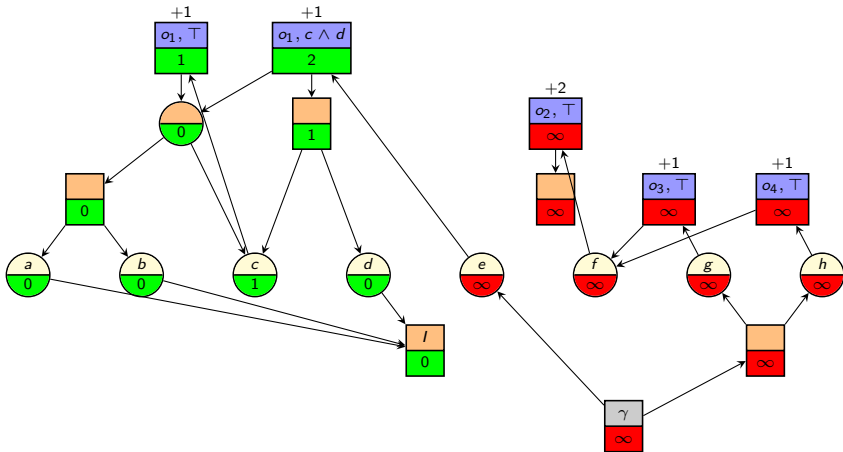 +1 +1
o₁, ⊤ o₁, c ∧ d
1 2
+2
o₂, ⊤
0 1 ∞
+1 +1
o₃, ⊤ o₄, ⊤
0 ∞ ∞ ∞
a b c d e f g h
0 0 1 0 ∞ ∞ ∞ ∞
I
0 ∞
γ
∞